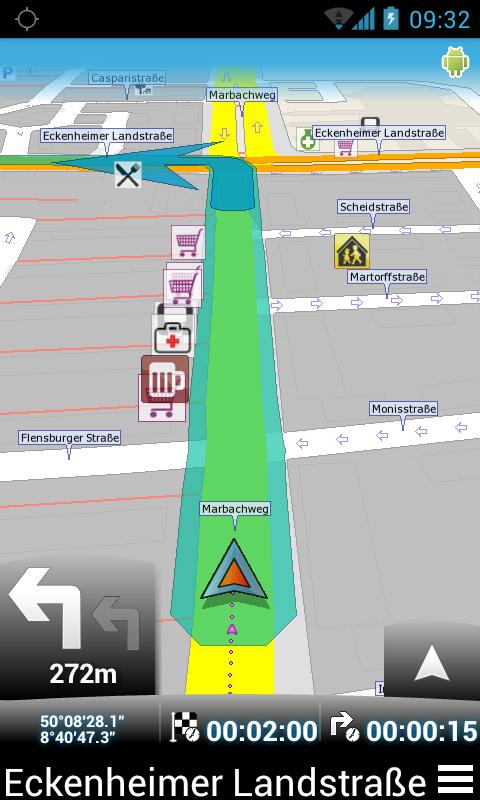 09:32
P
Casparistraße
Marbachweg
Eckenheimer Landstraße
Eckenheimer Landstraße
Scheidstraße
Martorffstraße
Monisstraße
Flensburger Straße
Marbachweg
272m
50°08'28.1"
8°40'47.3"
00:02:00
00:00:15
Eckenheimer Landstraße